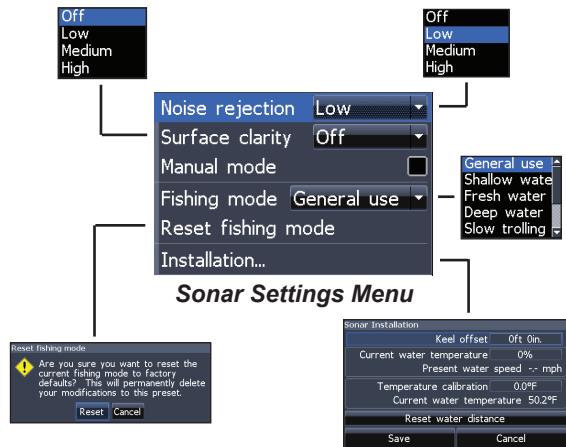 Off
Low
Medium
High
Off
Low
Medium
High
Noise rejection Low
Surface clarity Off
Manual mode
Fishing mode General use
Reset fishing mode
Installation...
General use
Shallow wate
Fresh water
Deep water
Slow trolling
Sonar Settings Menu
Reset fishing mode
Are you sure you want to reset the
current fishing mode to factory
defaults? This will permanently delete
your modifications to this preset.
Reset Cancel
Sonar Installation
Keel offset 0ft 0in.
Current water temperature 0%
Present water speed -.- mph
Temperature calibration 0.0°F
Current water temperature 50.2°F
Reset water distance
Save Cancel